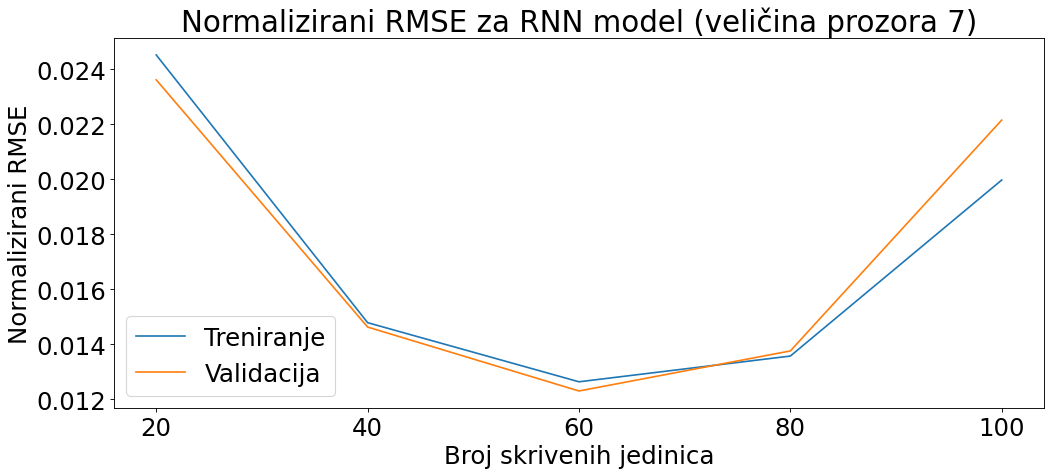 Normalizirani RMSE za RNN model (veličina prozora 7)
Normalizirani RMSE
0.024
0.022
0.020
0.018
0.016
0.014
0.012
Treniranje
Validacija
20
40
60
80
100
Broj skrivenih jedinica